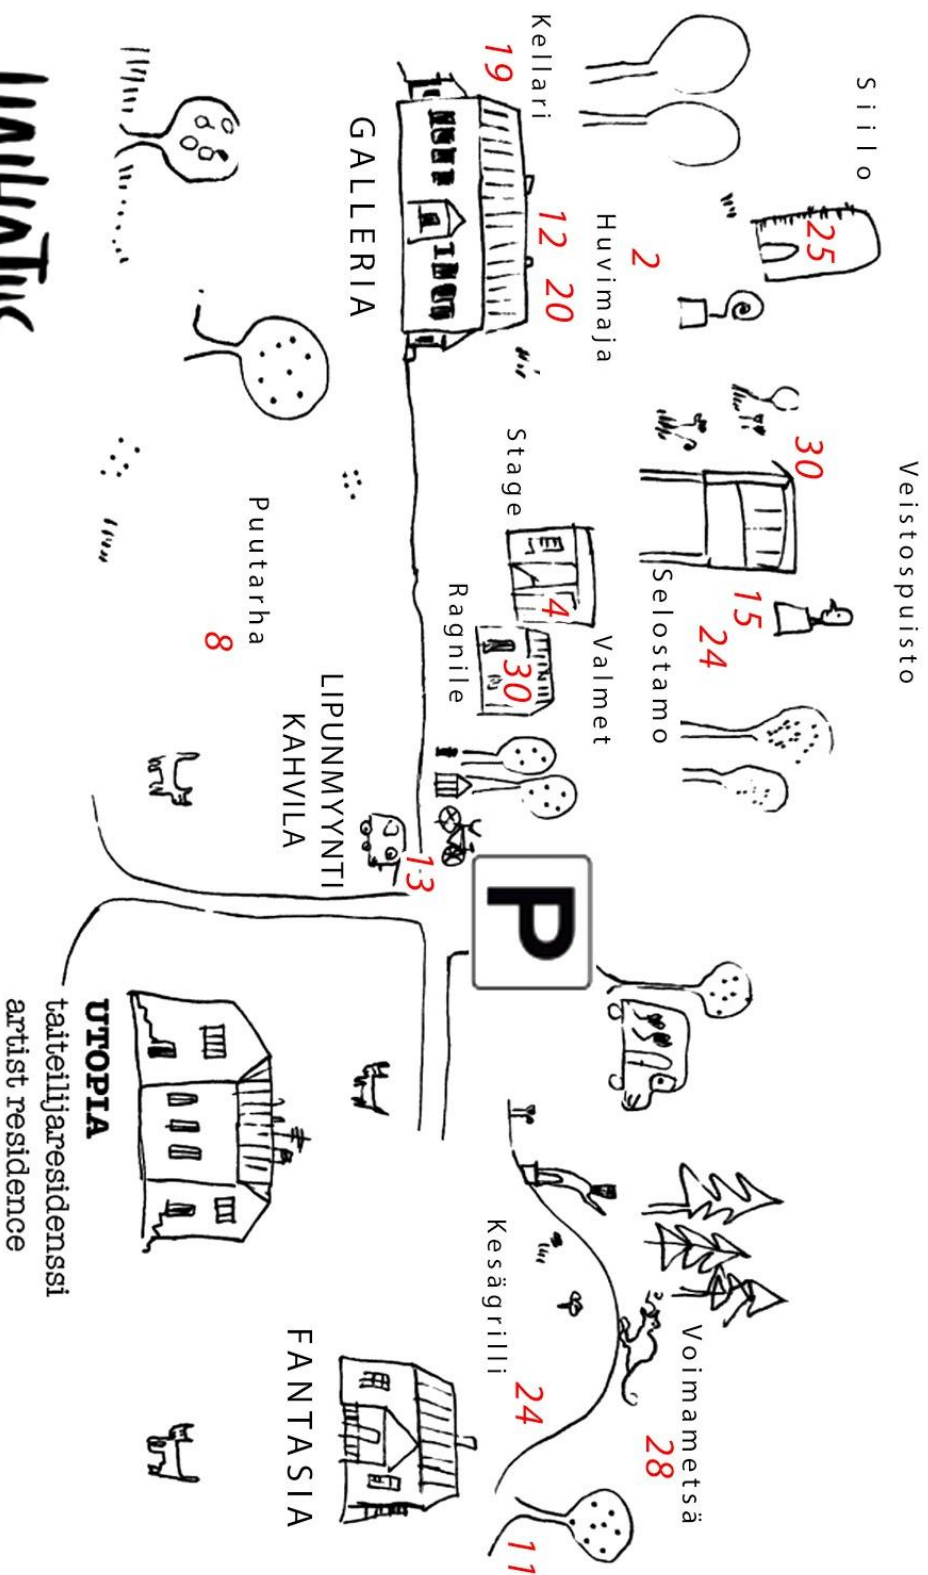 Veistospuisto
Siilo
25
30
15
24
Voimametsä
28
Selostamo
2
Huvimaja
Valmet
4
12 20
Kellari
19
P
24
11
30
Stage
Kesägrilli
Ragnile
13
GALLERIA
LIPUNMYYNTI
KAHVILA
FANTASIA
Puutarha
8
UTOPIA
taiteilijaresidenssi
artist residence